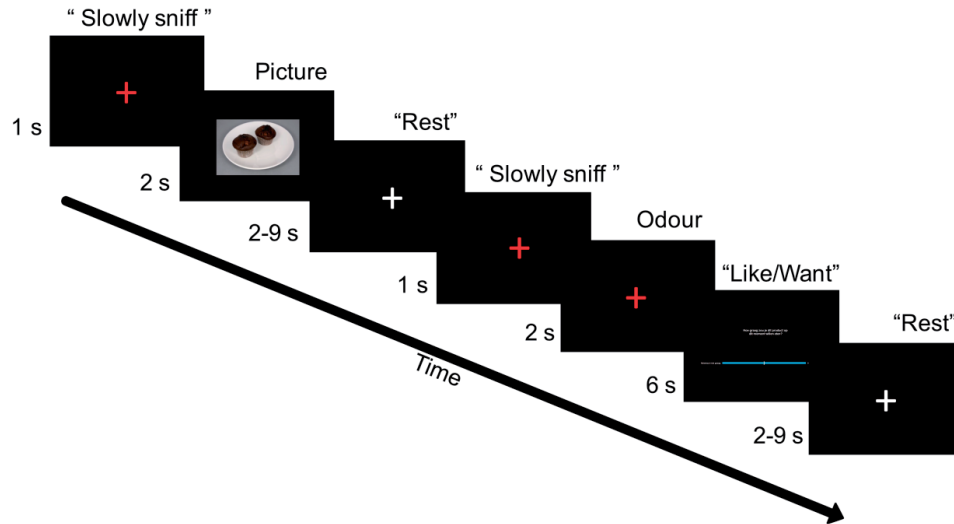 “ Slowly sniff ”
1 s
Picture
2 s
“Rest”
2-9 s
“ Slowly sniff ”
1 s
Odour
2 s
“Like/Want”
6 s
“Rest”
2-9 s
Time